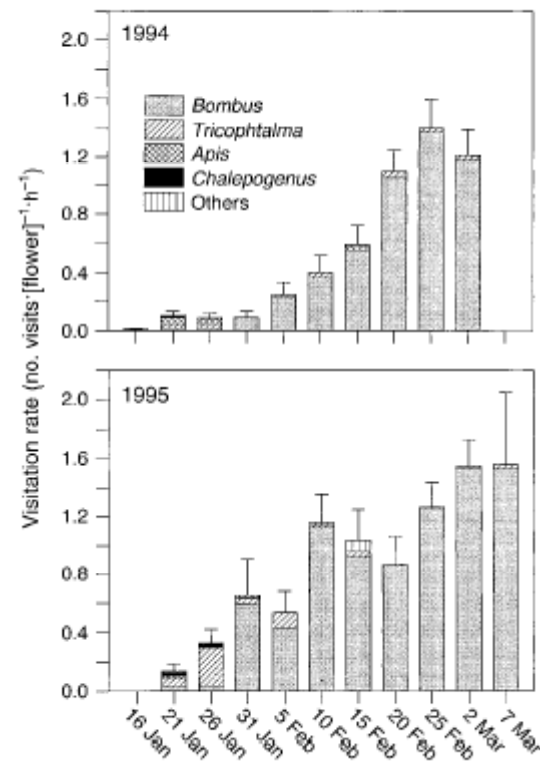 Visitation rate (no. visits·[flower]⁻¹·h⁻¹)
1994
2.0
1.6
1.2
0.8
0.4
0.0
Bombus
Tricophtalma
Apis
Chalepogenus
Others
1995
2.0
1.6
1.2
0.8
0.4
0.0
16 Jan
21 Jan
26 Jan
31 Jan
5 Feb
10 Feb
15 Feb
20 Feb
25 Feb
2 Mar
7 Mar